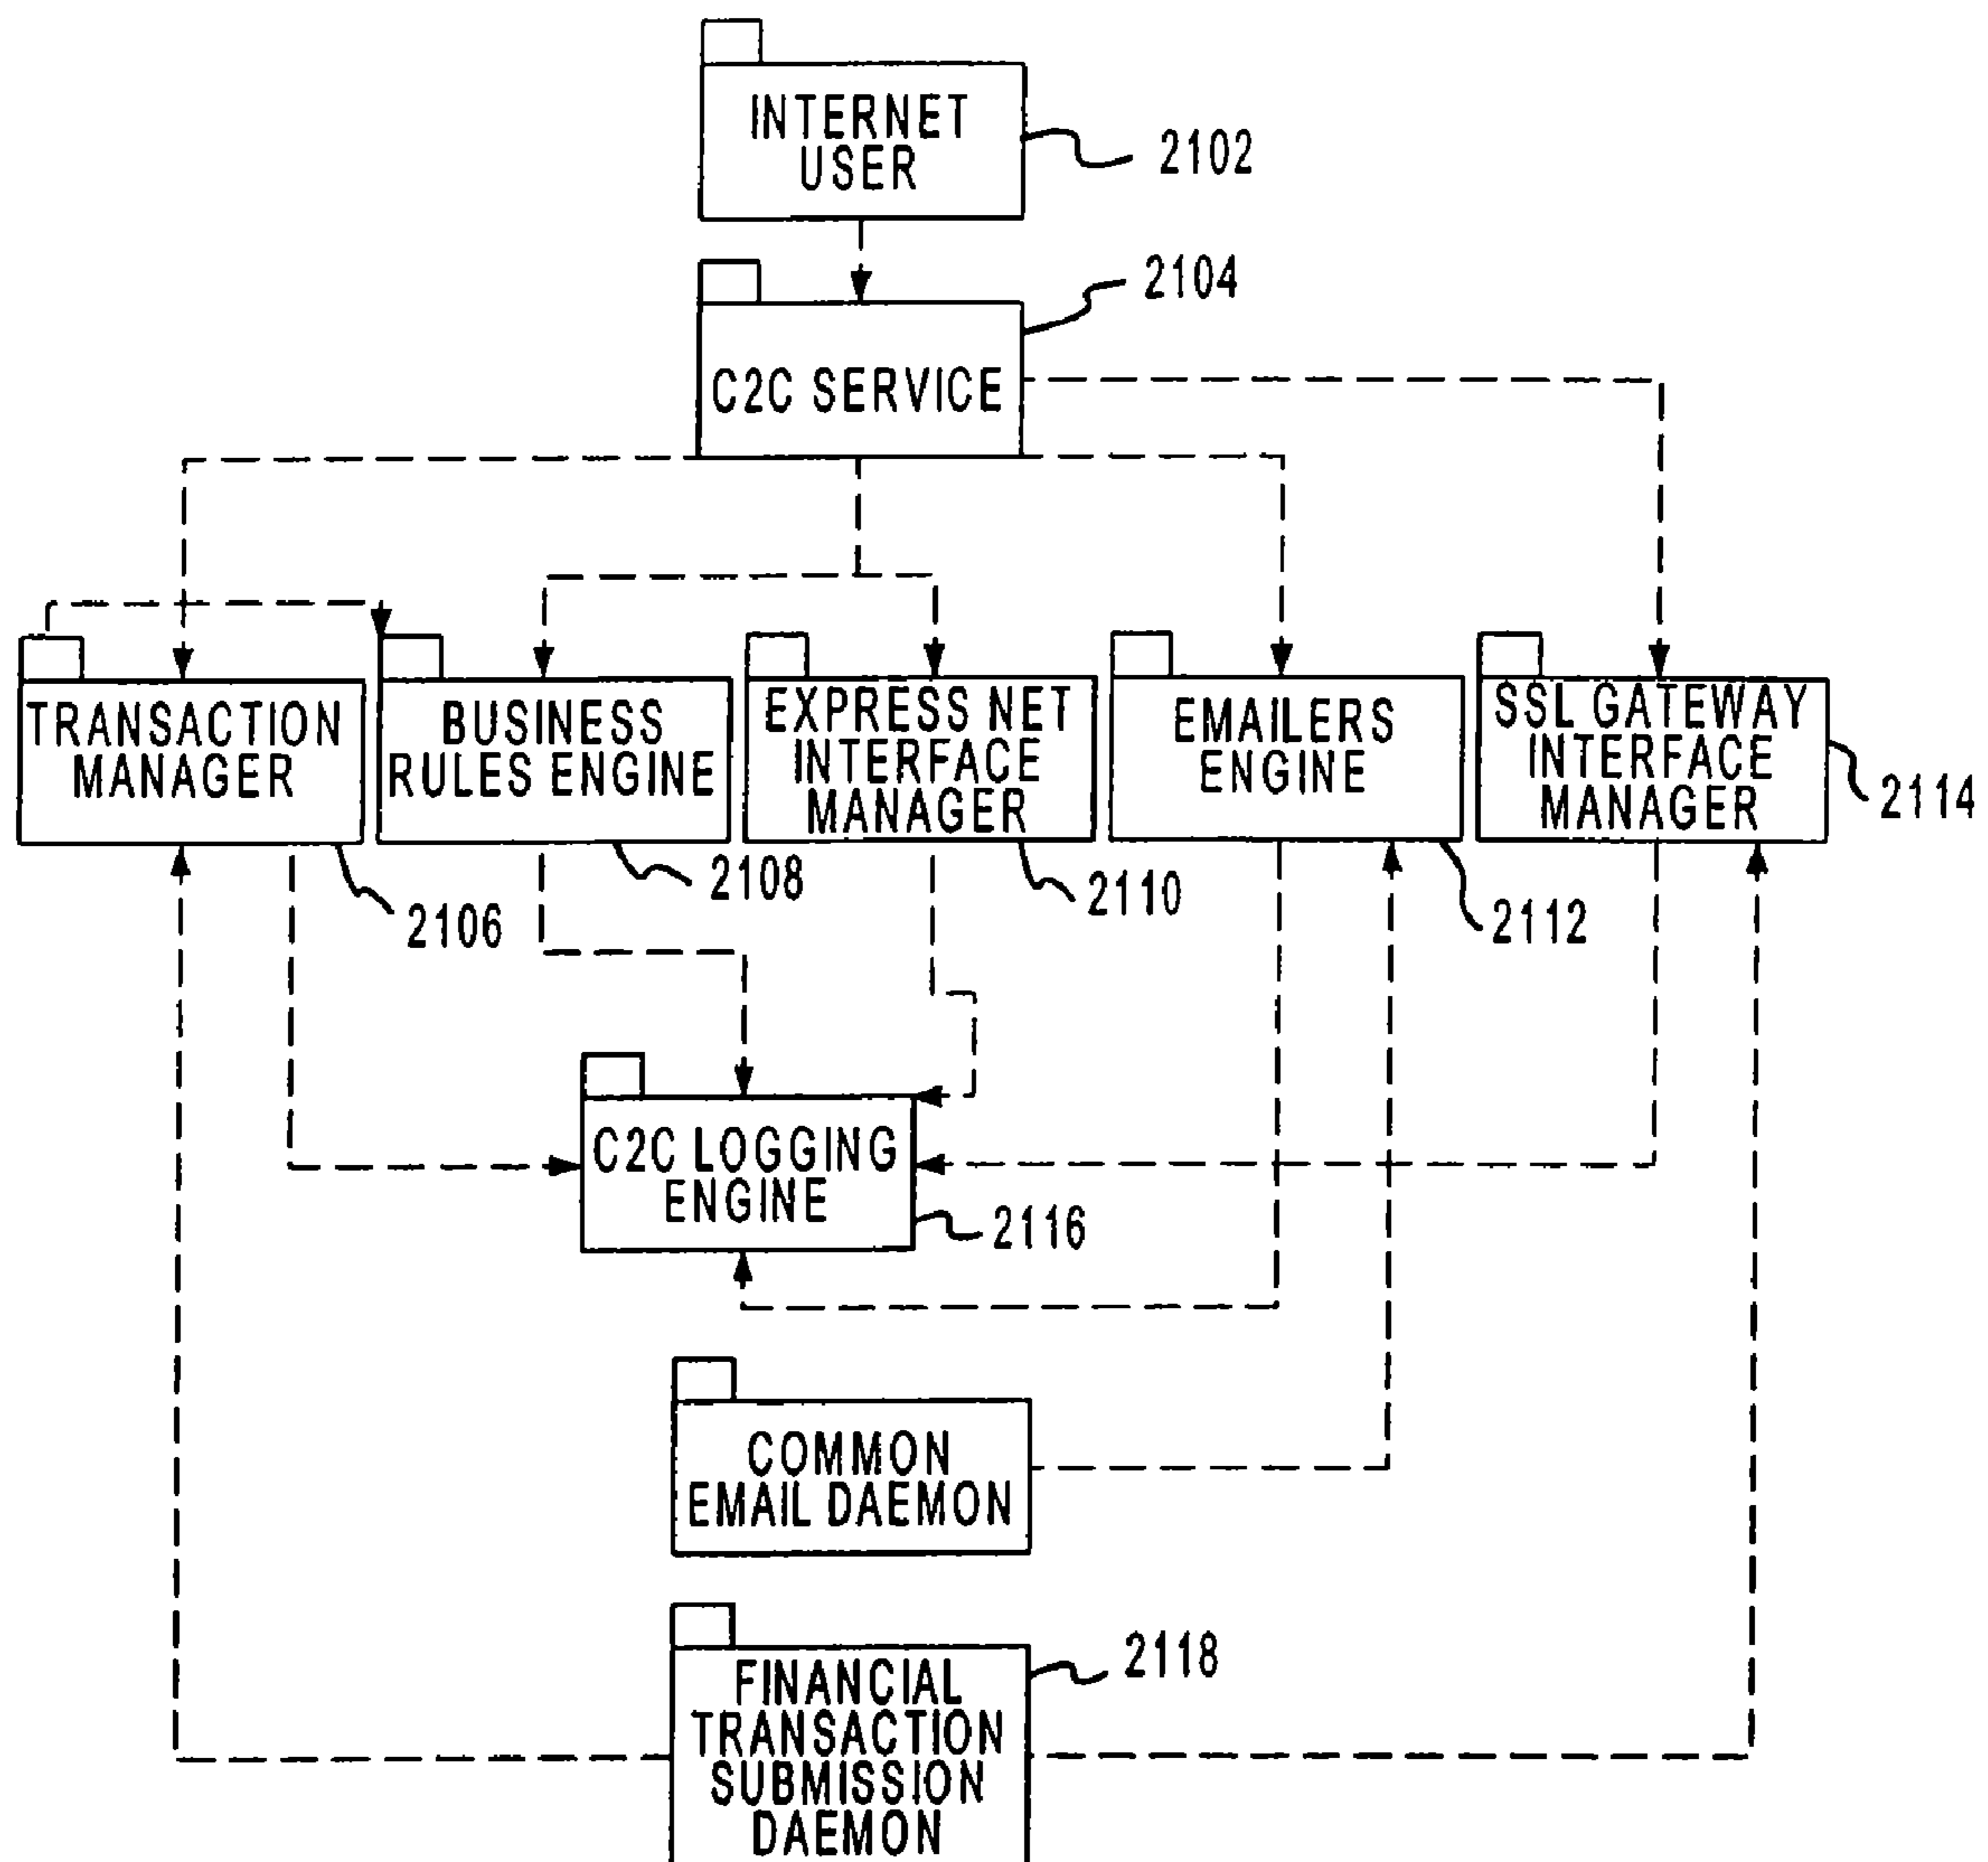 INTERNET
USER
2102
2104
C2C SERVICE
TRANSACTION
MANAGER
2106
BUSINESS
RULES ENGINE
2108
EXPRESS NET
INTERFACE
MANAGER
2110
EMAILERS
ENGINE
2112
SSL GATEWAY
INTERFACE
MANAGER
2114
C2C LOGGING
ENGINE
2116
COMMON
EMAIL DAEMON
FINANCIAL
TRANSACTION
SUBMISSION
DAEMON
2118